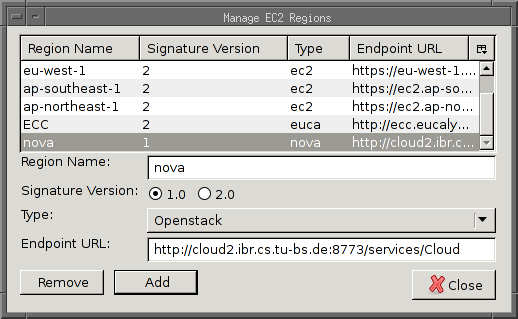 Manage EC2 Regions
Region Name Signature Version Type Endpoint URL
eu-west-1 2 ec2 https://eu-west-1....
ap-southeast-1 2 ec2 https://ec2.ap-so...
ap-northeast-1 2 ec2 https://ec2.ap-no...
ECC 2 euca http://ecc.eucaly...
nova 1 nova http://cloud2.ibr.c...
Region Name: nova
Signature Version: 1.0 2.0
Type: Openstack
Endpoint URL: http://cloud2.ibr.cs.tu-bs.de:8773/services/Cloud
Remove Add Close